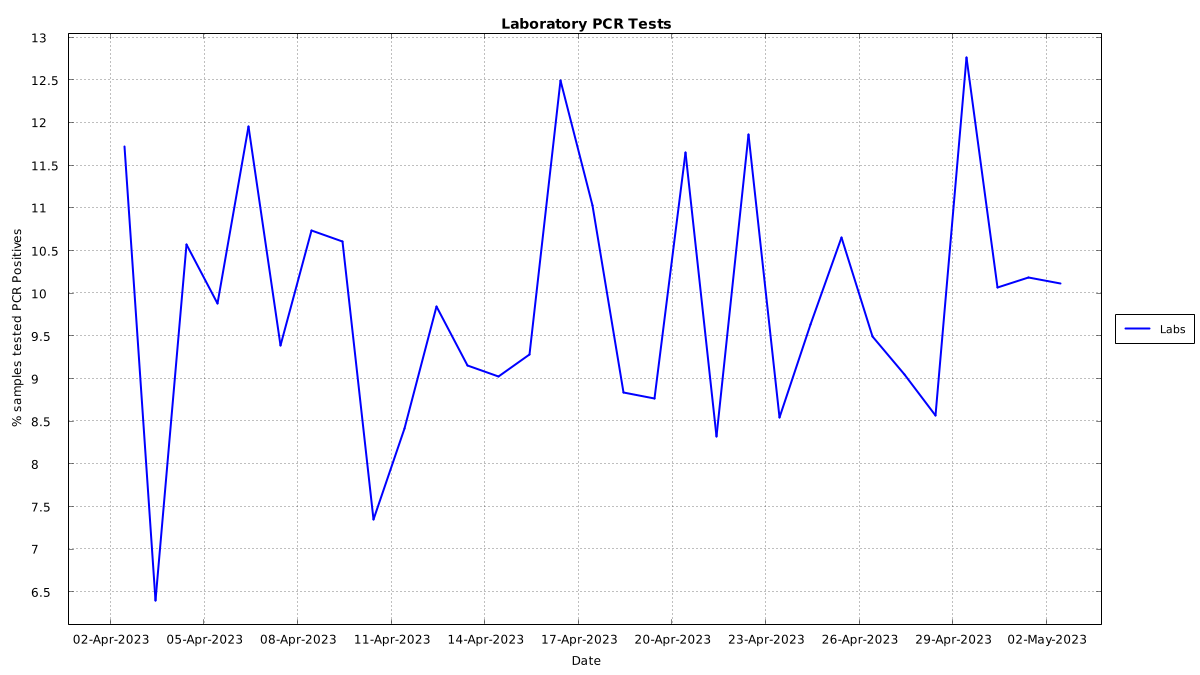 Laboratory PCR Tests
% samples tested PCR Positives
13
12.5
12
11.5
11
10.5
10
9.5
9
8.5
8
7.5
7
6.5
02-Apr-2023 05-Apr-2023 08-Apr-2023 11-Apr-2023 14-Apr-2023 17-Apr-2023 20-Apr-2023 23-Apr-2023 26-Apr-2023 29-Apr-2023 02-May-2023
Date
Labs